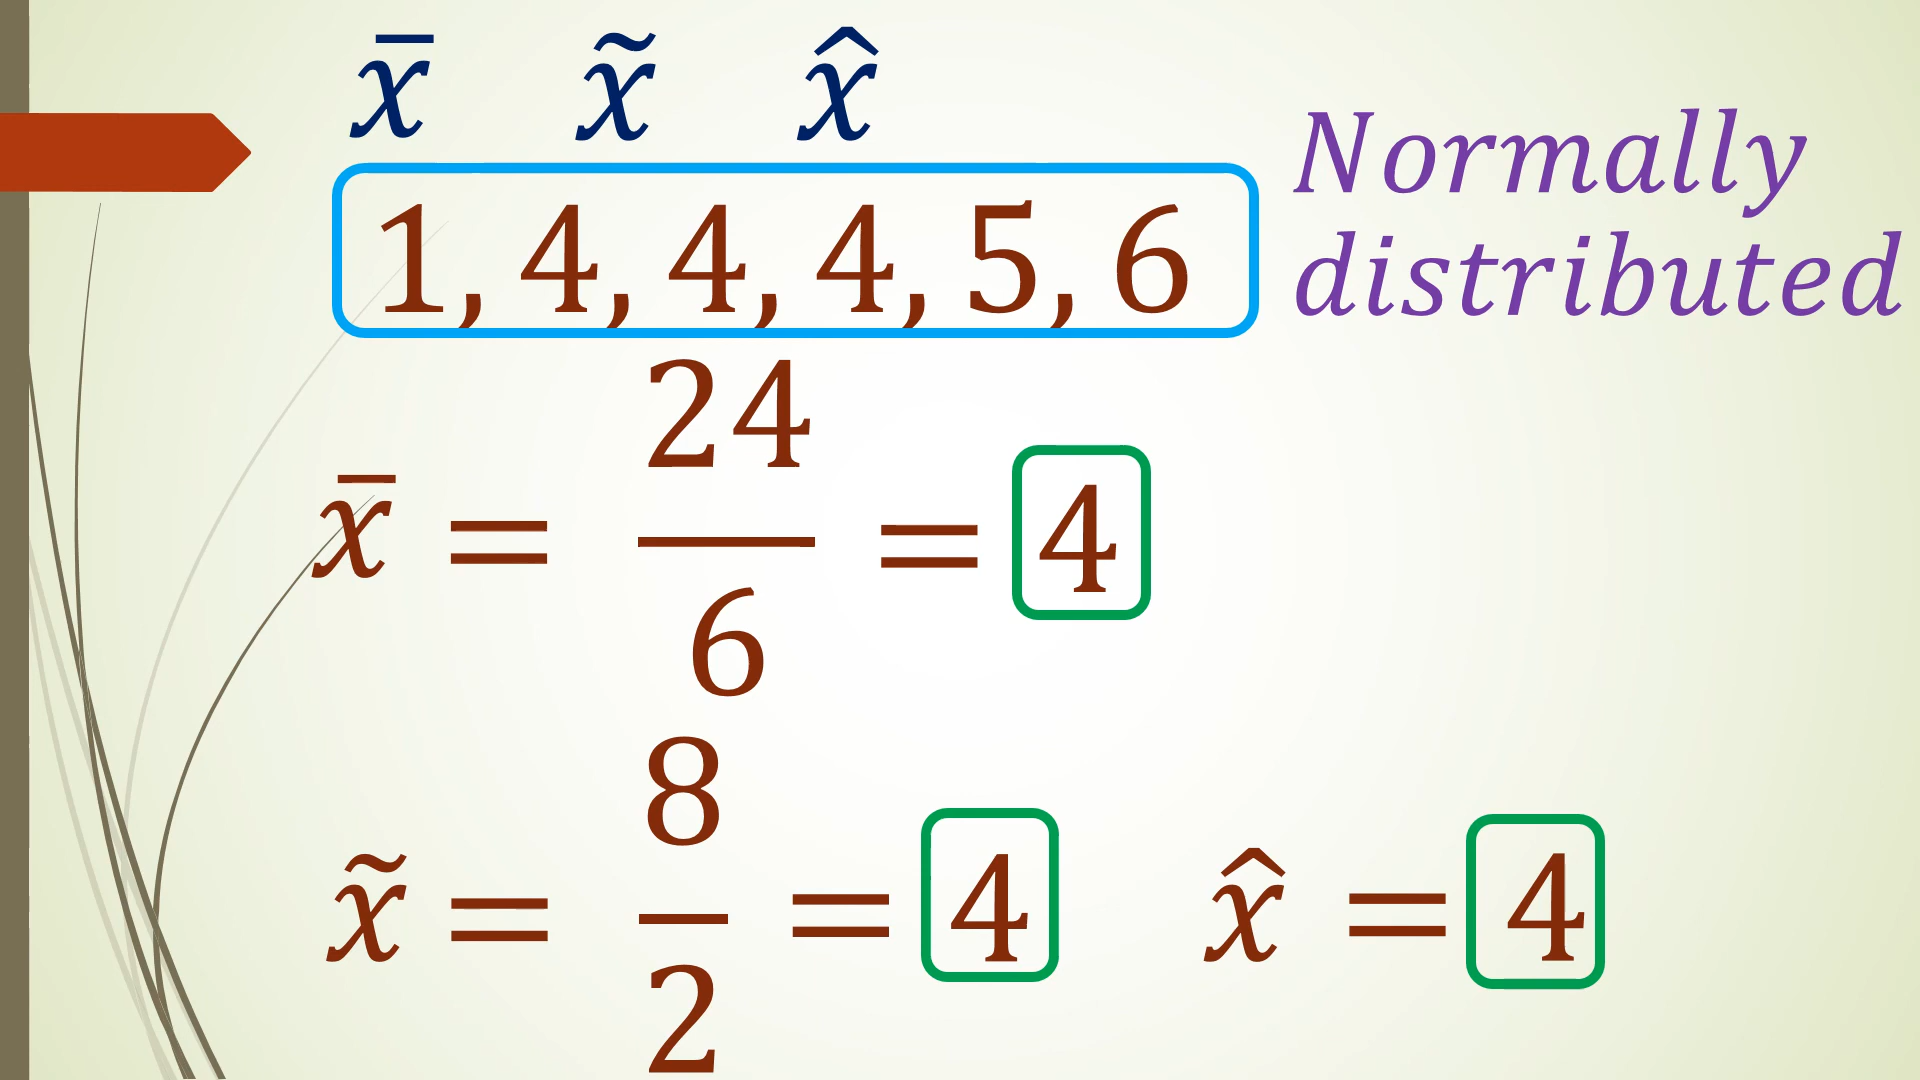 x̄ x̃ x̂
Normally
1, 4, 4, 4, 5, 6
distributed
x̄ = 24/6 = 4
x̃ = 8/2 = 4 x̂ = 4